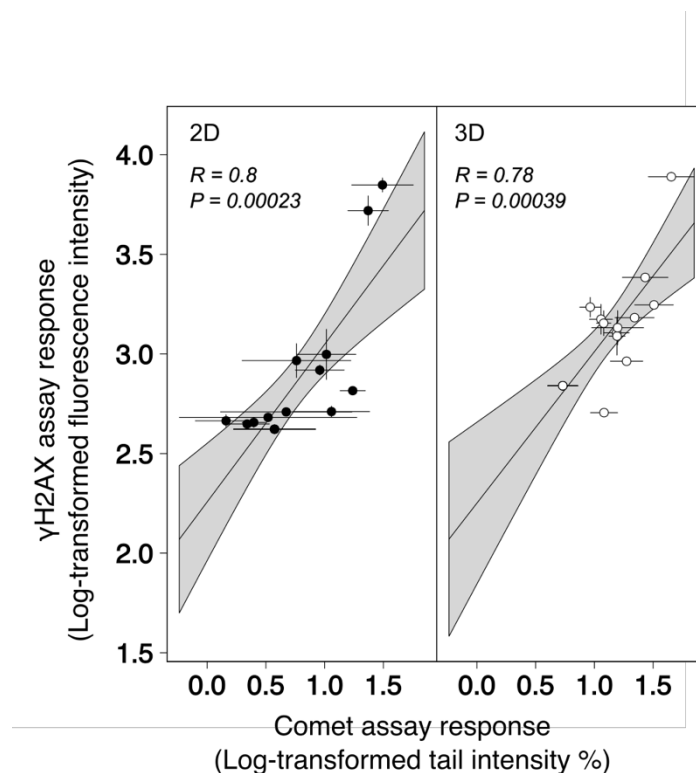 2D
R = 0.8
P = 0.00023
3D
R = 0.78
P = 0.00039
γH2AX assay response
(Log-transformed fluorescence intensity)
4.0
3.5
3.0
2.5
2.0
1.5
0.0 0.5 1.0 1.5 0.0 0.5 1.0 1.5
Comet assay response
(Log-transformed tail intensity %)